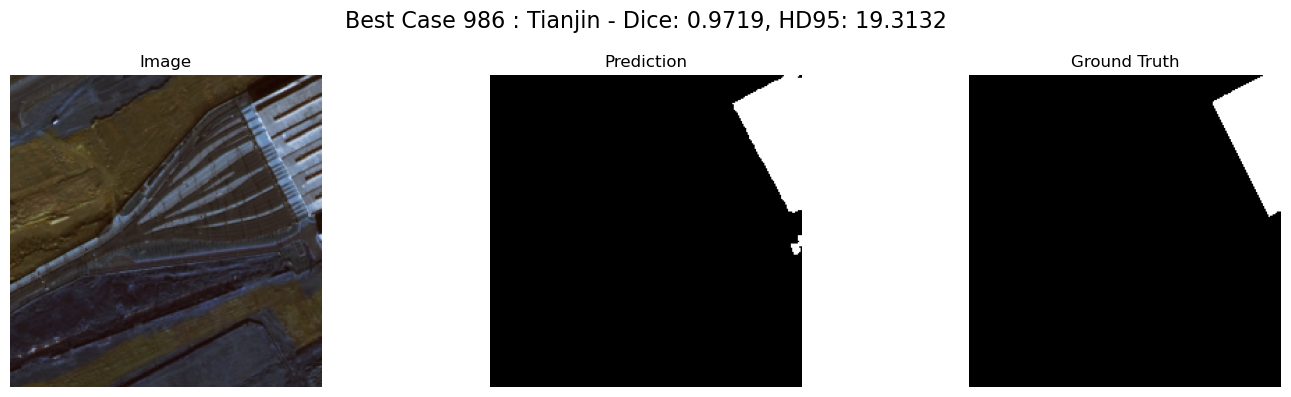 Best Case 986 : Tianjin - Dice: 0.9719, HD95: 19.3132
Image
Prediction
Ground Truth